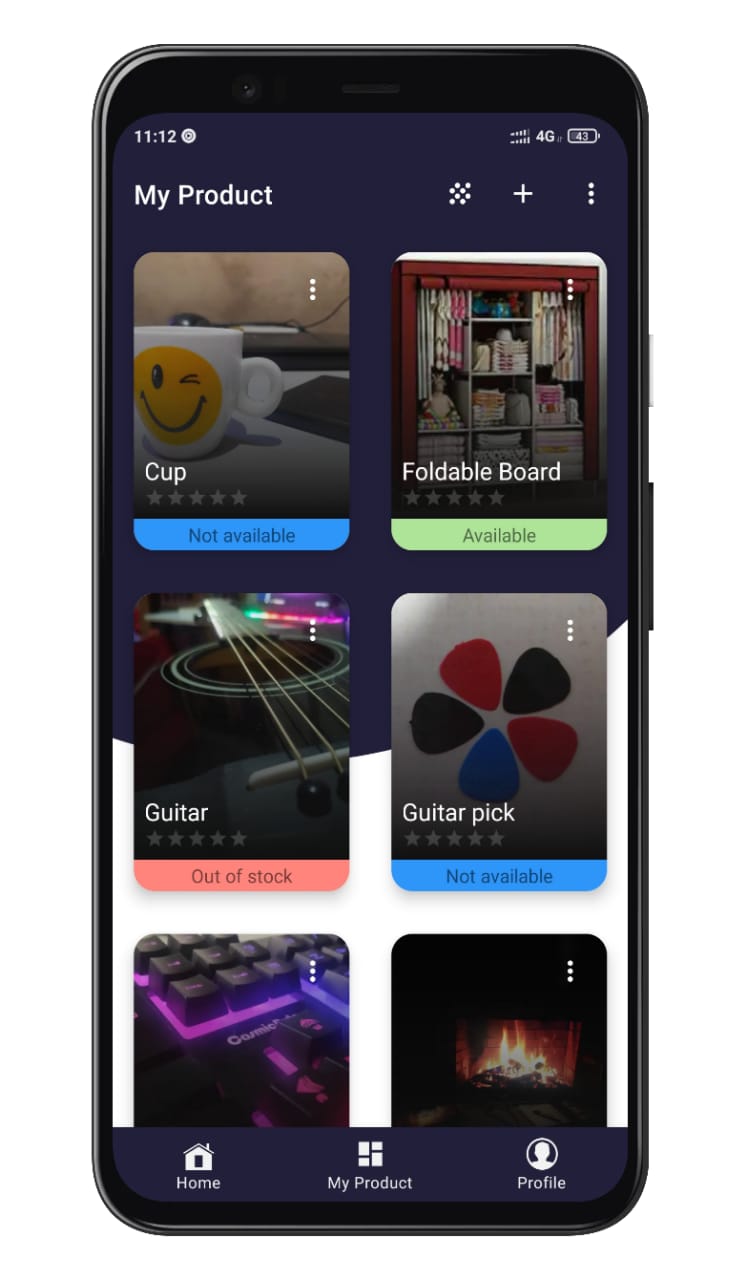 11:12
4G
43
My Product
Cup
Not available
Foldable Board
Available
Guitar
Out of stock
Guitar pick
Not available
Home
My Product
Profile